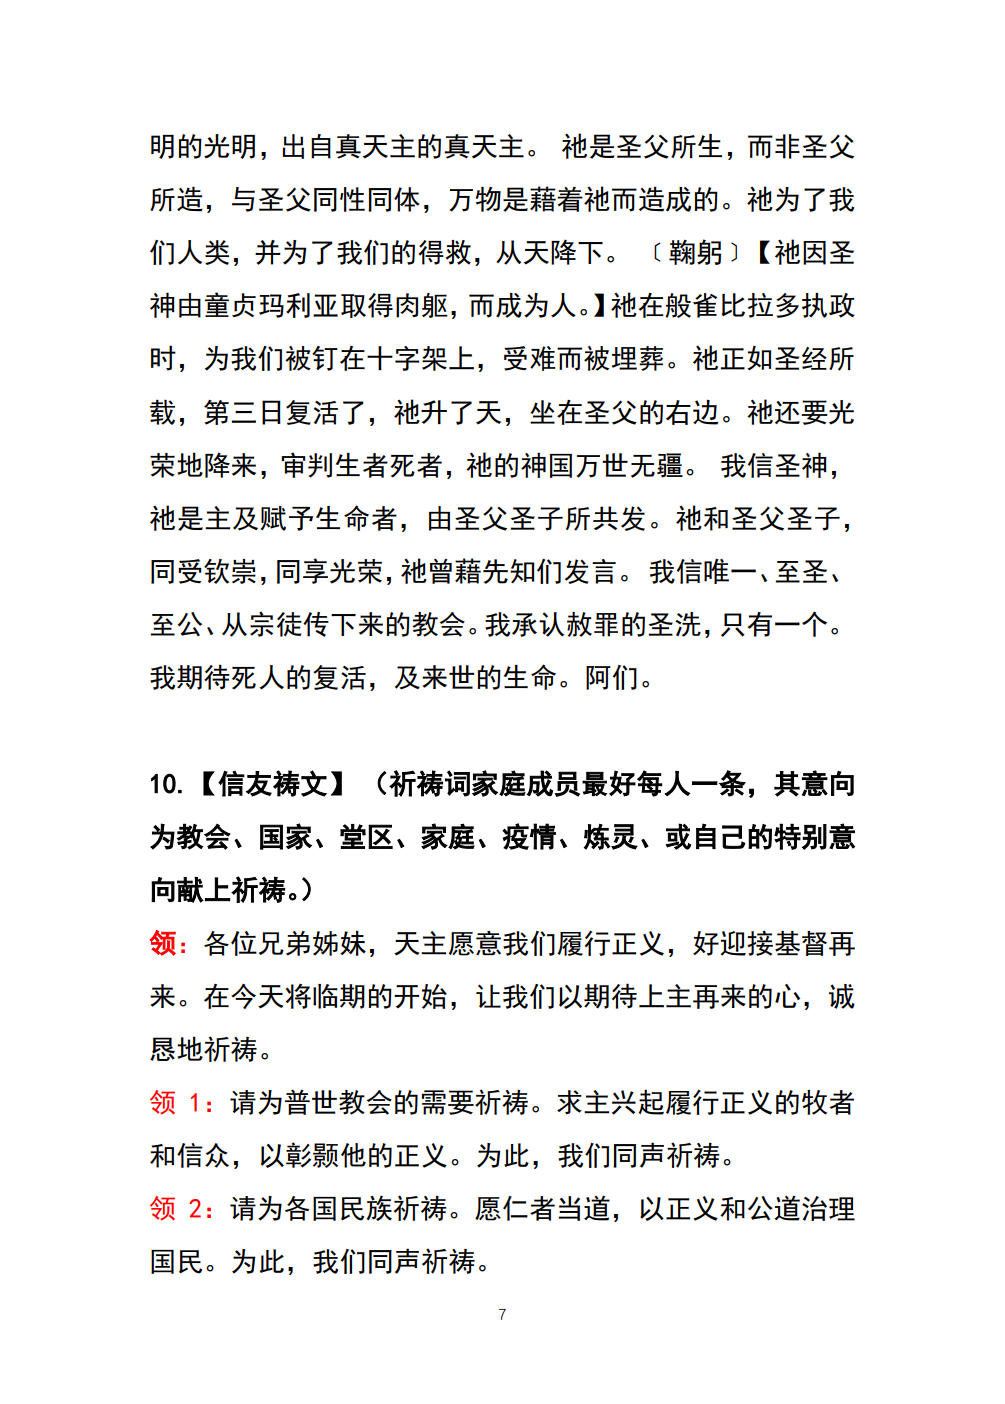 明的光明，出自真天主的真天主。 祂是圣父所生，而非圣父
所造，与圣父同性同体，万物是藉着祂而造成的。祂为了我
们人类，并为了我们的得救，从天降下。 〔鞠躬〕【祂因圣
神由童贞玛利亚取得肉躯，而成为人。】祂在般雀比拉多执政
时，为我们被钉在十字架上，受难而被埋葬。祂正如圣经所
载，第三日复活了，祂升了天，坐在圣父的右边。祂还要光
荣地降来，审判生者死者，祂的神国万世无疆。 我信圣神，
祂是主及赋予生命者，由圣父圣子所共发。祂和圣父圣子，
同受钦崇，同享光荣，祂曾藉先知们发言。 我信唯一、至圣、
至公、从宗徒传下来的教会。我承认赦罪的圣洗，只有一个。
我期待死人的复活，及来世的生命。阿们。
10.【信友祷文】（祈祷词家庭成员最好每人一条，其意向
为教会、国家、堂区、家庭、疫情、炼灵、或自己的特别意
向献上祈祷。）
领：各位兄弟姊妹，天主愿意我们履行正义，好迎接基督再
来。在今天将临期的开始，让我们以期待上主再来的心，诚
恳地祈祷。
领 1：请为普世教会的需要祈祷。求主兴起履行正义的牧者
和信众，以彰颢他的正义。为此，我们同声祈祷。
领 2：请为各国民族祈祷。愿仁者当道，以正义和公道治理
国民。为此，我们同声祈祷。
7